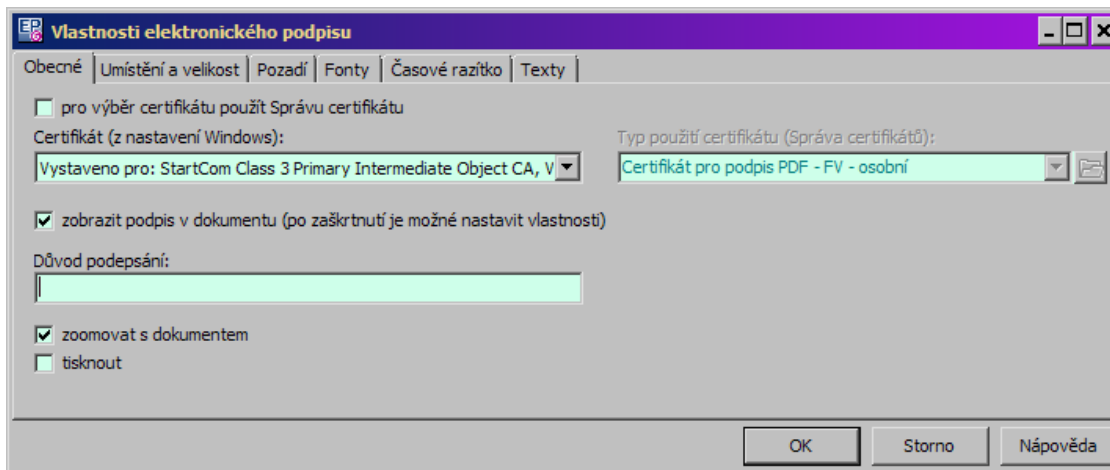 Vlastnosti elektronického podpisu
Obecné Umístění a velikost Pozadí Fonty Časové razítko Texty
pro výběr certifikátu použít Správu certifikátu
Certifikát (z nastavení Windows): Typ použití certifikátu (Správa certifikátů):
Vystaveno pro: StartCom Class 3 Primary Intermediate Object CA, V Certifikát pro podpis PDF - FV - osobní
zobrazit podpis v dokumentu (po zaškrtnutí je možné nastavit vlastnosti)
Důvod podepsání:
zoomovat s dokumentem
tisknout
OK Storno Nápověda